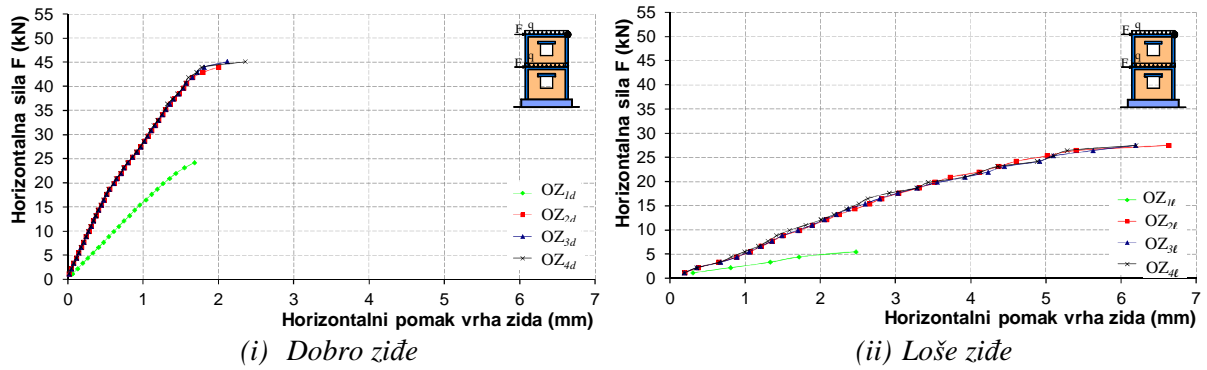 Horizontalna sila F (kN)
55
50
45
40
35
30
25
20
15
10
5
0
F q
F q
OZ1d
OZ2d
OZ3d
OZ4d
0 1 2 3 4 5 6 7
Horizontalni pomak vrha zida (mm)
(i) Dobro ziđe
Horizontalna sila F (kN)
55
50
45
40
35
30
25
20
15
10
5
0
F q
F q
OZ1ℓ
OZ2ℓ
OZ3ℓ
OZ4ℓ
0 1 2 3 4 5 6 7
Horizontalni pomak vrha zida (mm)
(ii) Loše ziđe